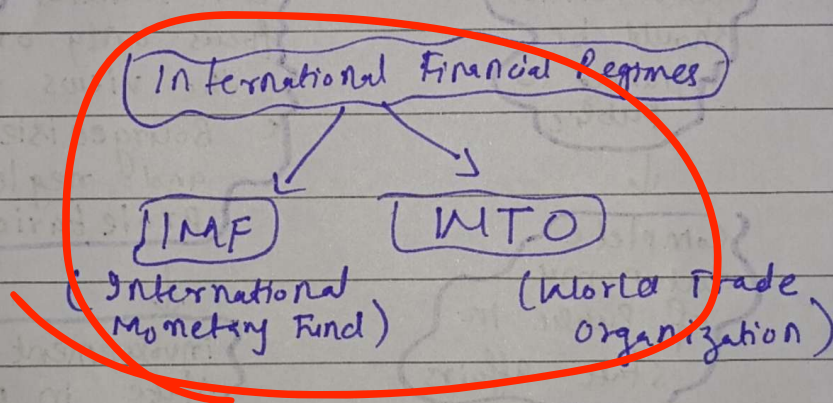 International Financial Regimes
IMF
WTO
(International
Monetary Fund)
(World Trade
Organization)